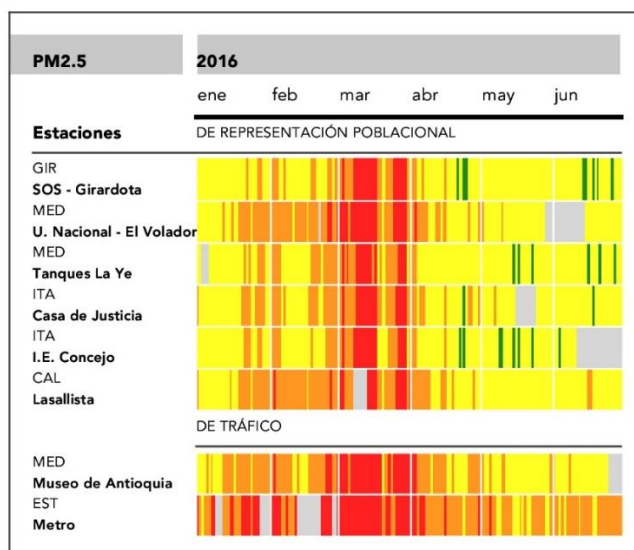 PM2.5 2016
ene feb mar abr may jun
Estaciones DE REPRESENTACIÓN POBLACIONAL
GIR
SOS - Girardota
MED
U. Nacional - El Volador
MED
Tanques La Ye
ITA
Casa de Justicia
ITA
I.E. Concejo
CAL
Lasallista
DE TRÁFICO
MED
Museo de Antioquia
EST
Metro